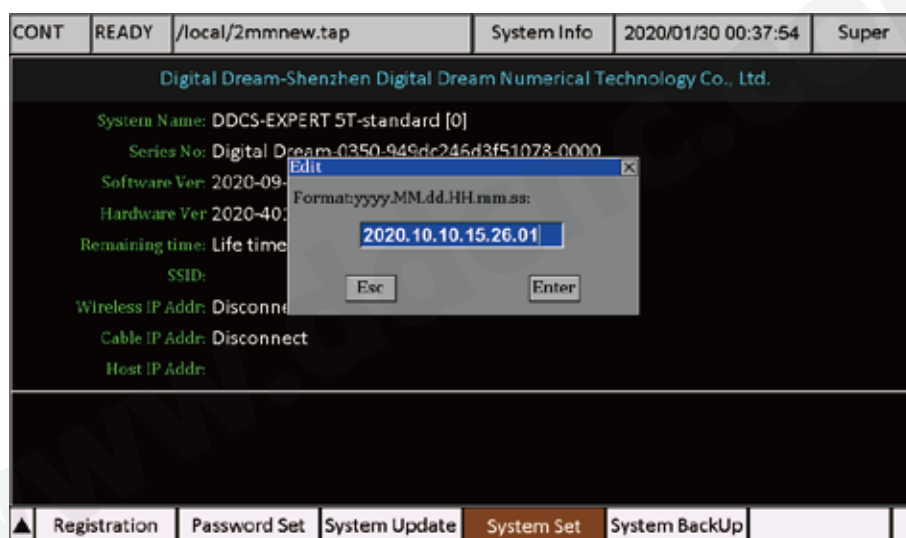 CONT READY /local/2mmnew.tap System Info 2020/01/30 00:37:54 Super
Digital Dream-Shenzhen Digital Dream Numerical Technology Co., Ltd.
System Name: DDCS-EXPERT 5T-standard [0]
Series No: Digital Dream-0350-949dc246d3f51078-0000
Edit
Software Ver: 2020-09-
Format:yyyy.MM.dd.HH.mm.ss:
Hardware Ver 2020-40
2020.10.10.15.26.01
Remaining time: Life time
SSID:
Esc Enter
Wireless IP Addr: Disconne
Cable IP Addr: Disconnect
Host IP Addr:
▲ Registration Password Set System Update System Set System BackUp